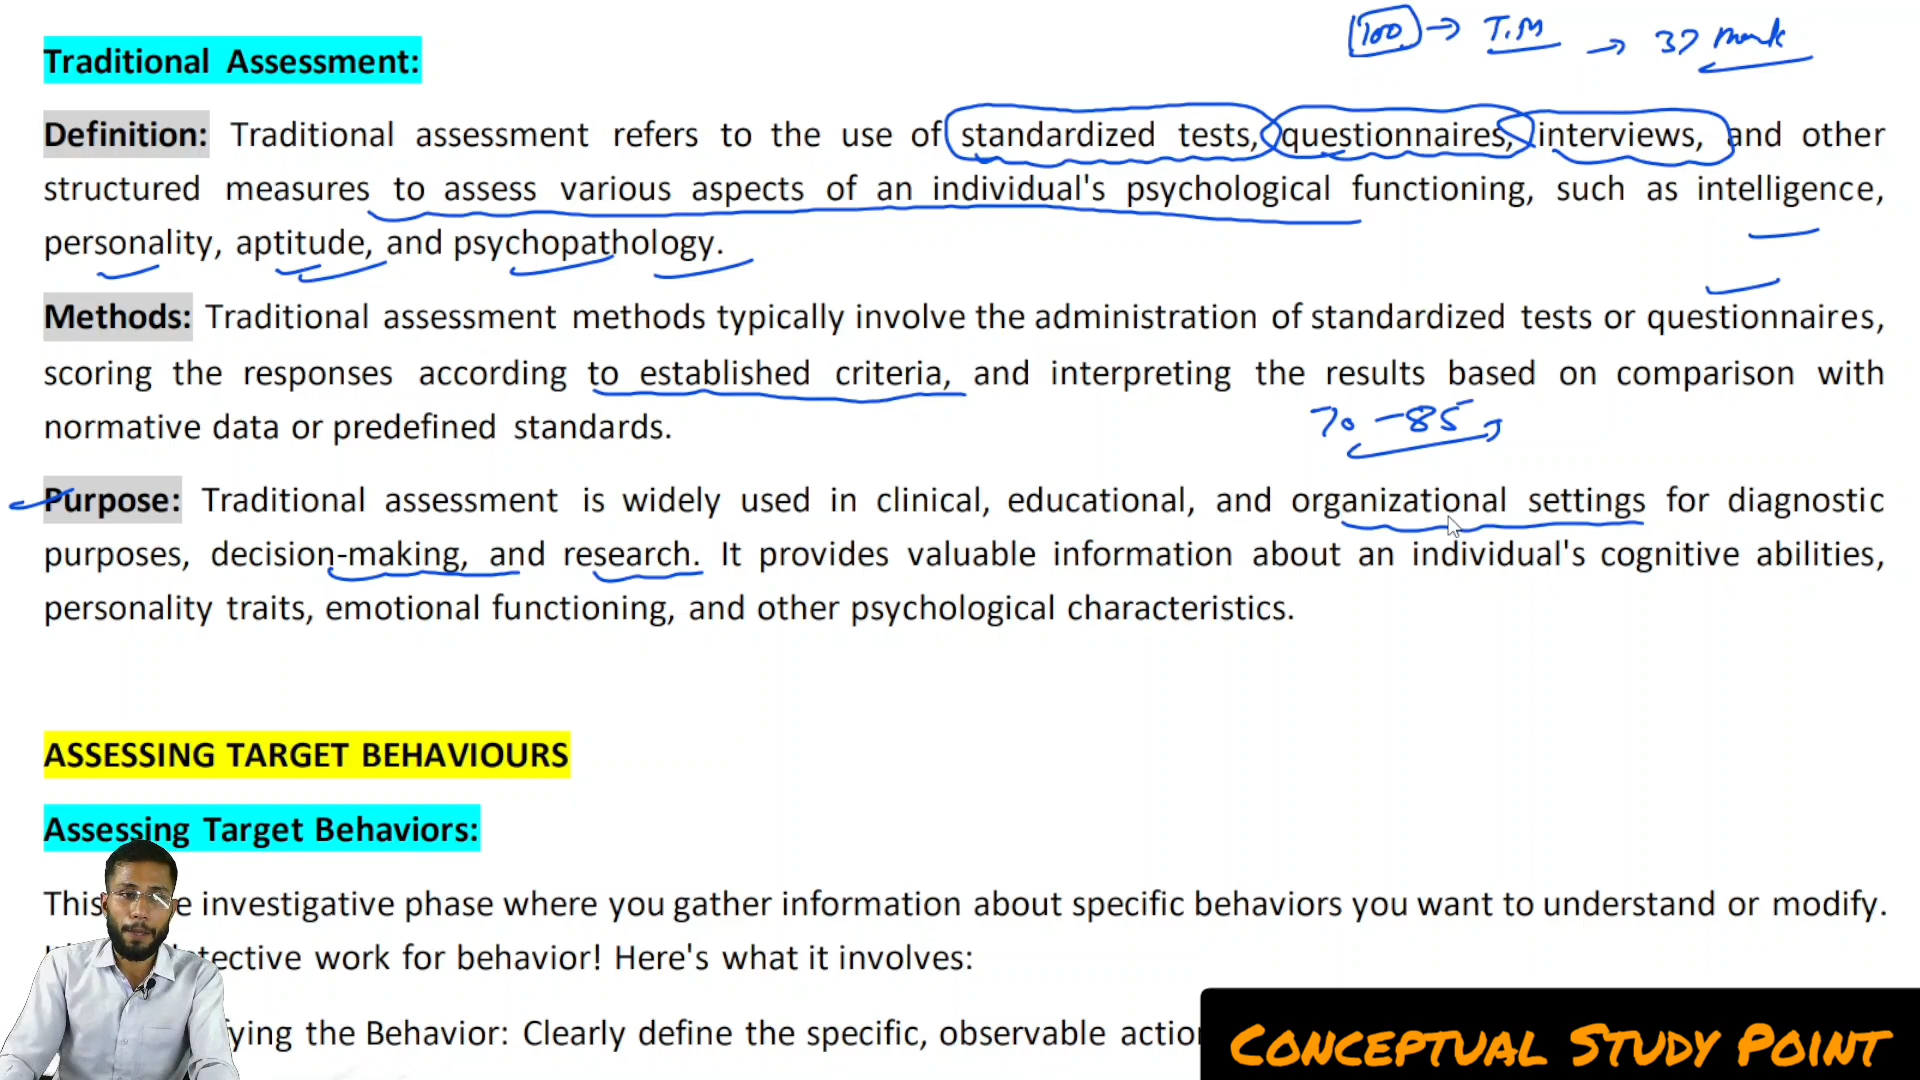 100 → T.M → 37 mark
Traditional Assessment:
Definition: Traditional assessment refers to the use of standardized tests, questionnaires, interviews, and other
structured measures to assess various aspects of an individual's psychological functioning, such as intelligence,
personality, aptitude, and psychopathology.
Methods: Traditional assessment methods typically involve the administration of standardized tests or questionnaires,
scoring the responses according to established criteria, and interpreting the results based on comparison with
normative data or predefined standards.
70 - 85
Purpose: Traditional assessment is widely used in clinical, educational, and organizational settings for diagnostic
purposes, decision-making, and research. It provides valuable information about an individual's cognitive abilities,
personality traits, emotional functioning, and other psychological characteristics.
ASSESSING TARGET BEHAVIOURS
Assessing Target Behaviors:
This investigative phase where you gather information about specific behaviors you want to understand or modify.
work for behavior! Here's what it involves:
the Behavior: Clearly define the specific, observable
CONCEPTUAL STUDY POINT